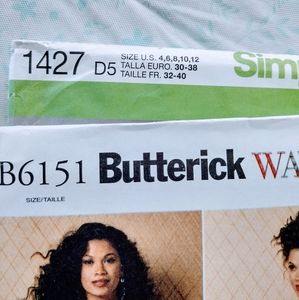 1427 D5
SIZE U.S. 4,6,8,10,12
TALLA EURO. 30-38
TAILLE FR. 32-40
Sim
B6151 Butterick WA
SIZE/TAILLE